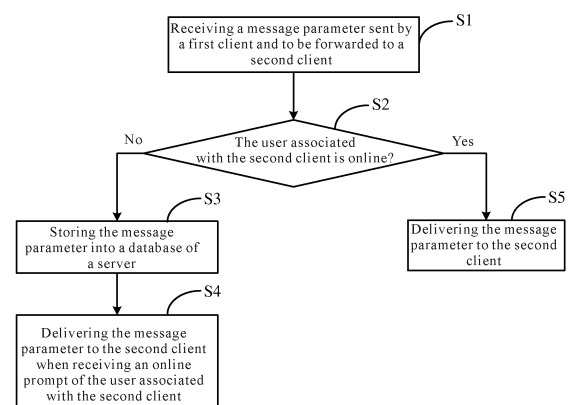 Receiving a message parameter sent by
a first client and to be forwarded to a
second client
S1
S2
The user associated
with the second client is online?
No
Yes
S3
Storing the message
parameter into a database of
a server
S5
Delivering the message
parameter to the second
client
S4
Delivering the message
parameter to the second client
when receiving an online
prompt of the user associated
with the second client